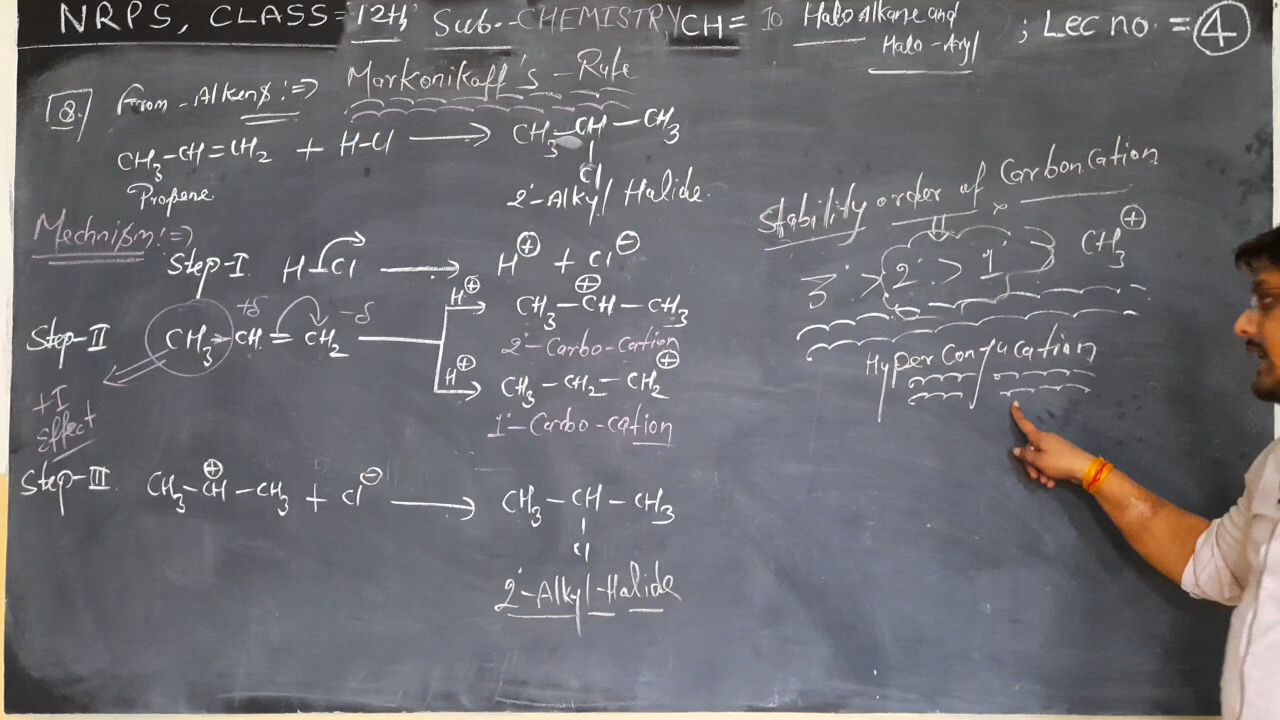 NRPS, CLASS=12th Sub-- CHEMISTRY, CH= 10 Halo Alkane and Halo-Aryl ; Lec no. = 4
8. From-Alkens:⇒ Markonikoff's-Rule
CH₃-CH=CH₂ + H-Cl ⟶ CH₃-CH-CH₃
Cl
Propene 2°-Alkyl Halide.
Mechnism:⇒
Step-I. H-Cl ⟶ H⊕ + Cl⊖
Step-II CH₃-CH=CH₂ +δ -δ
H⊕ CH₃-CH-CH₃ ⊕
2°-Carbo-cation
H⊕ CH₃-CH₂-CH₂⊕
1°-Carbo-cation
+I
Effect
Step-III. CH₃-CH-CH₃ ⊕ + Cl⊖ ⟶ CH₃-CH-CH₃
Cl
2°-Alkyl-Halide
Stability order of Carboncation
3° > 2° > 1° CH₃⊕
Hyper Conjucation